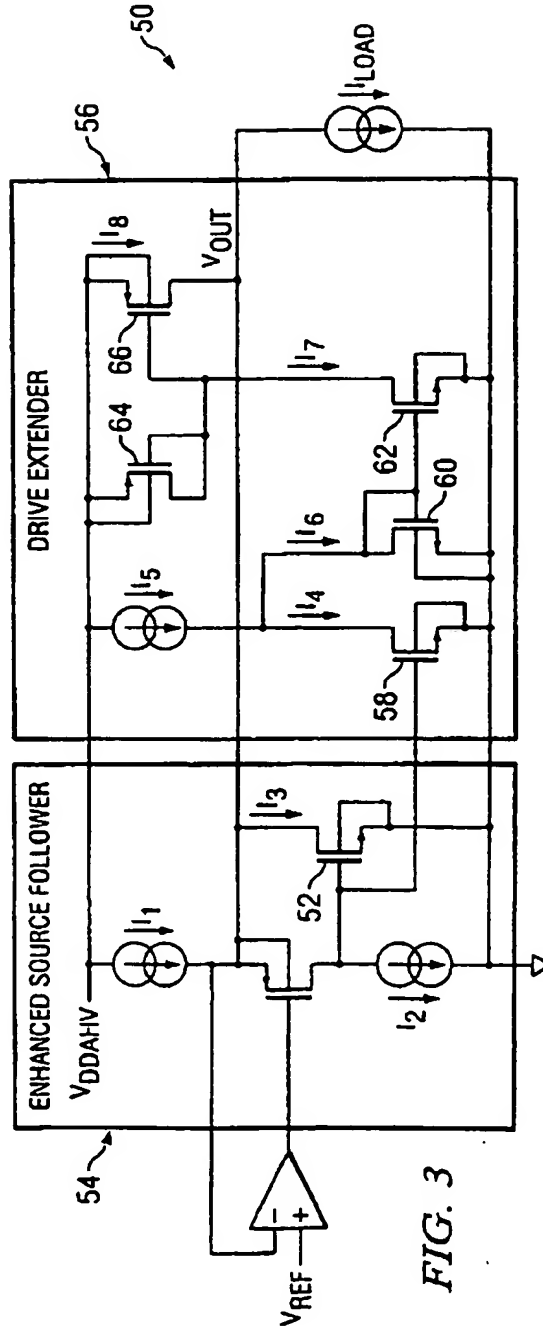 50
56
DRIVE EXTENDER
I8
66
64
VOUT
ILOAD
I5
I7
I6
I4
62
60
58
ENHANCED SOURCE FOLLOWER
VDDAHV
I1
I3
52
I2
54
VREF
-
+
FIG. 3